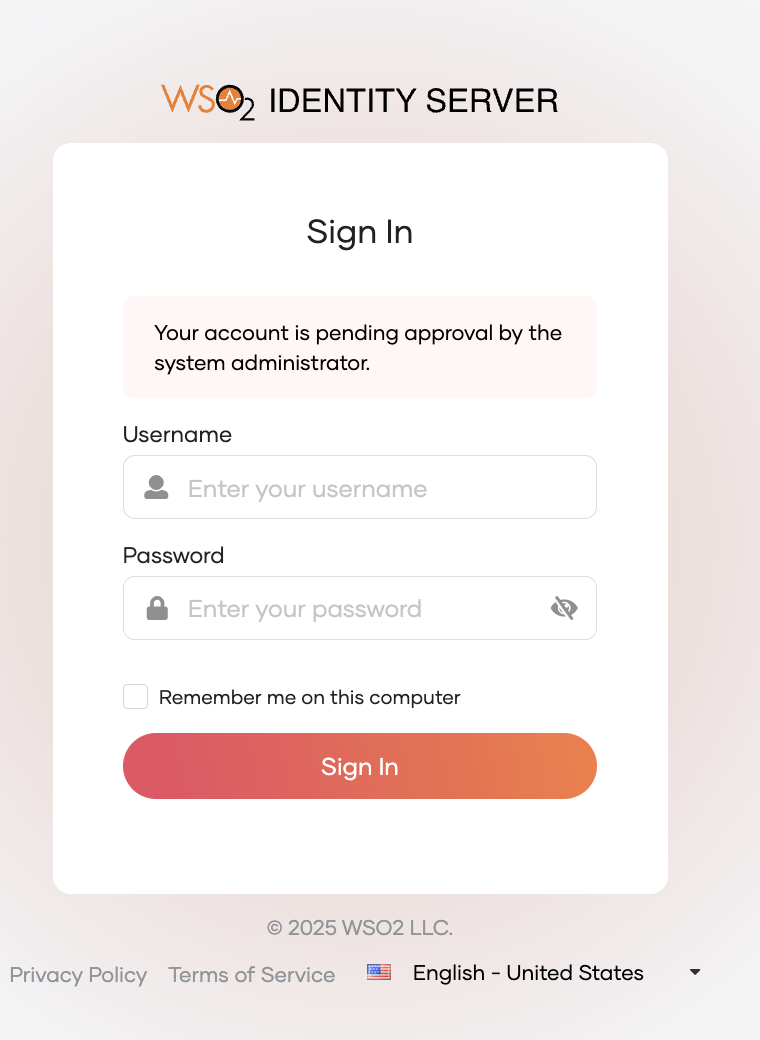 WSO2 IDENTITY SERVER
Sign In
Your account is pending approval by the
system administrator.
Username
Enter your username
Password
Enter your password
Remember me on this computer
Sign In
© 2025 WSO2 LLC.
Privacy Policy Terms of Service English - United States